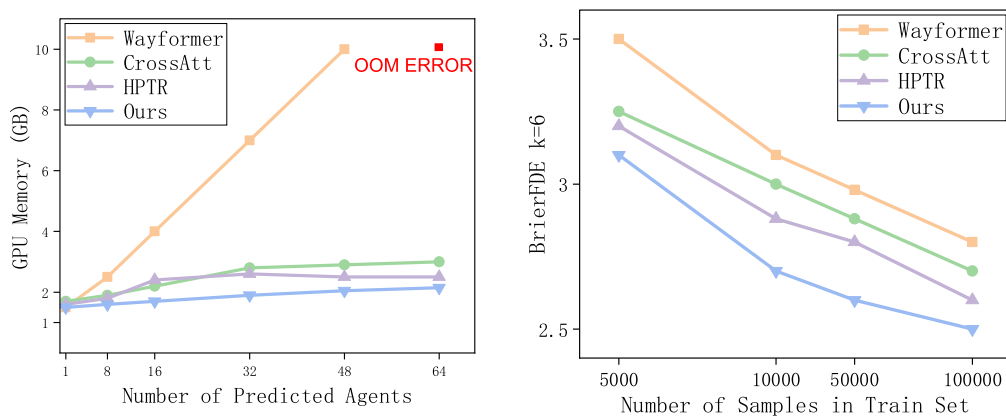 Wayformer
CrossAtt
HPTR
Ours
OOM ERROR
GPU Memory (GB)
10
8
6
4
2
1
1
8
16
32
48
64
Number of Predicted Agents
Wayformer
CrossAtt
HPTR
Ours
BrierFDE k=6
3.5
3
2.5
5000
10000
50000
100000
Number of Samples in Train Set